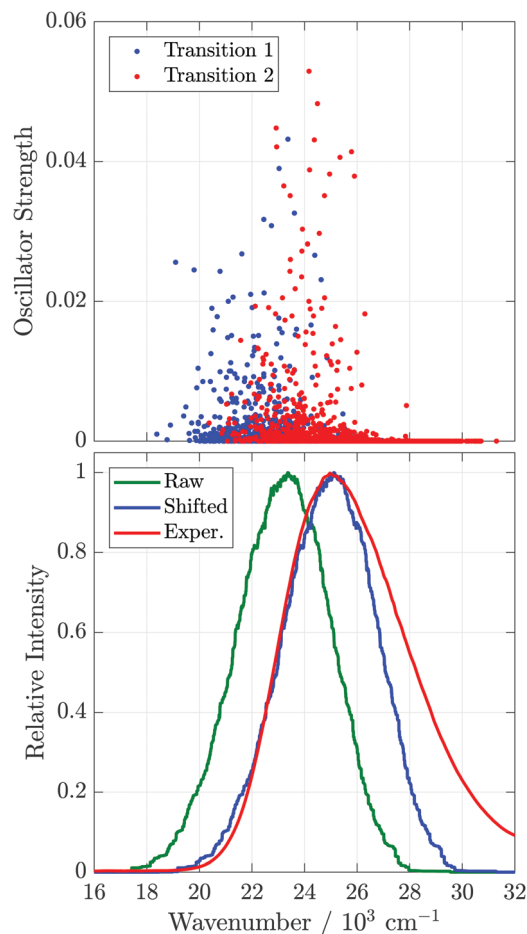 0.06
Transition 1
Transition 2
0.04
0.02
0
Oscillator Strength
1
Raw
Shifted
Exper.
0.8
0.6
0.4
0.2
0
Relative Intensity
16 18 20 22 24 26 28 30 32
Wavenumber / 10³ cm⁻¹